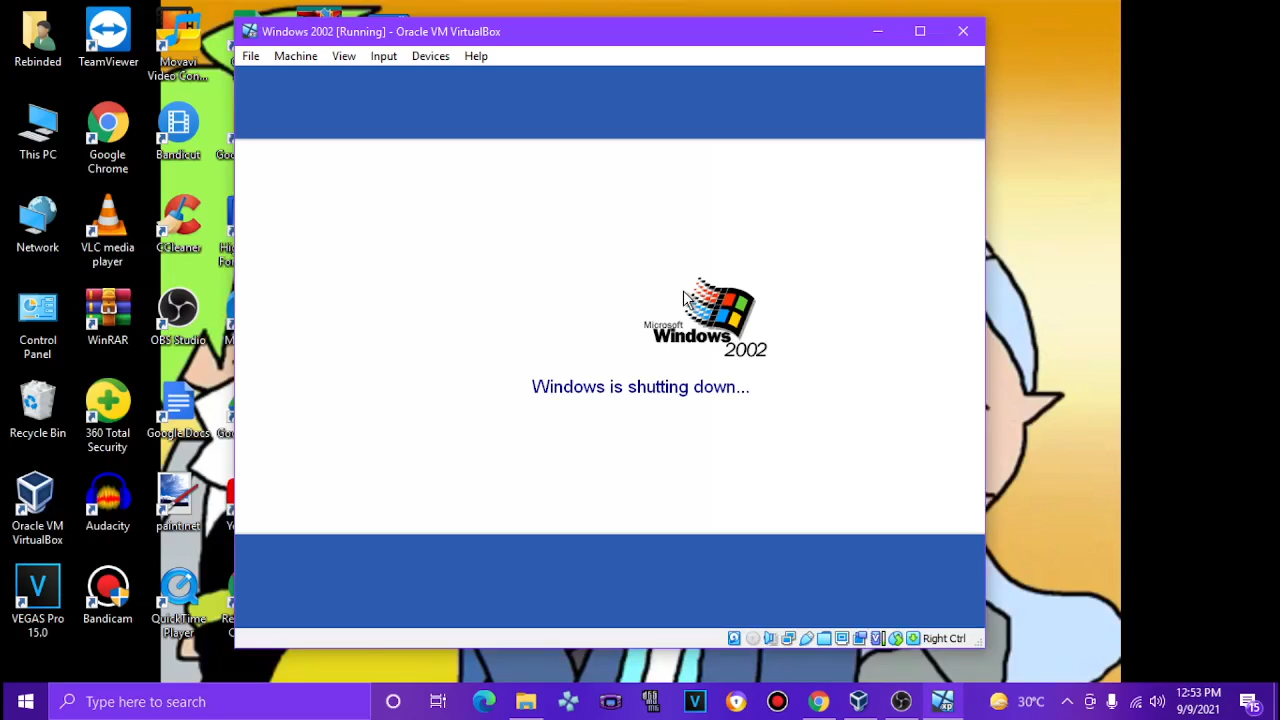 Windows 2002 [Running] - Oracle VM VirtualBox
File Machine View Input Devices Help
Microsoft
Windows
2002
Windows is shutting down...
Right Ctrl
Rebinded
TeamViewer
Movavi
Video Con...
This PC
Google
Chrome
Bandicut
Network
VLC media
player
CCleaner
Control
Panel
WinRAR
OBS Studio
Recycle Bin
360 Total
Security
Google Docs
Oracle VM
VirtualBox
Audacity
paint.net
VEGAS Pro
15.0
Bandicam
QuickTime
Player
Type here to search
30°C
12:53 PM
9/9/2021
15